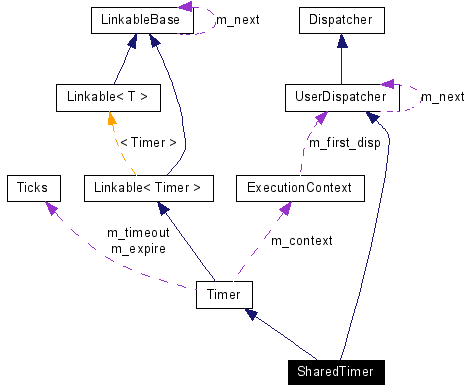 LinkableBase
Dispatcher
m_next
Linkable< T >
UserDispatcher
m_next
< Timer >
m_first_disp
Ticks
Linkable< Timer >
ExecutionContext
m_timeout
m_expire
m_context
Timer
SharedTimer